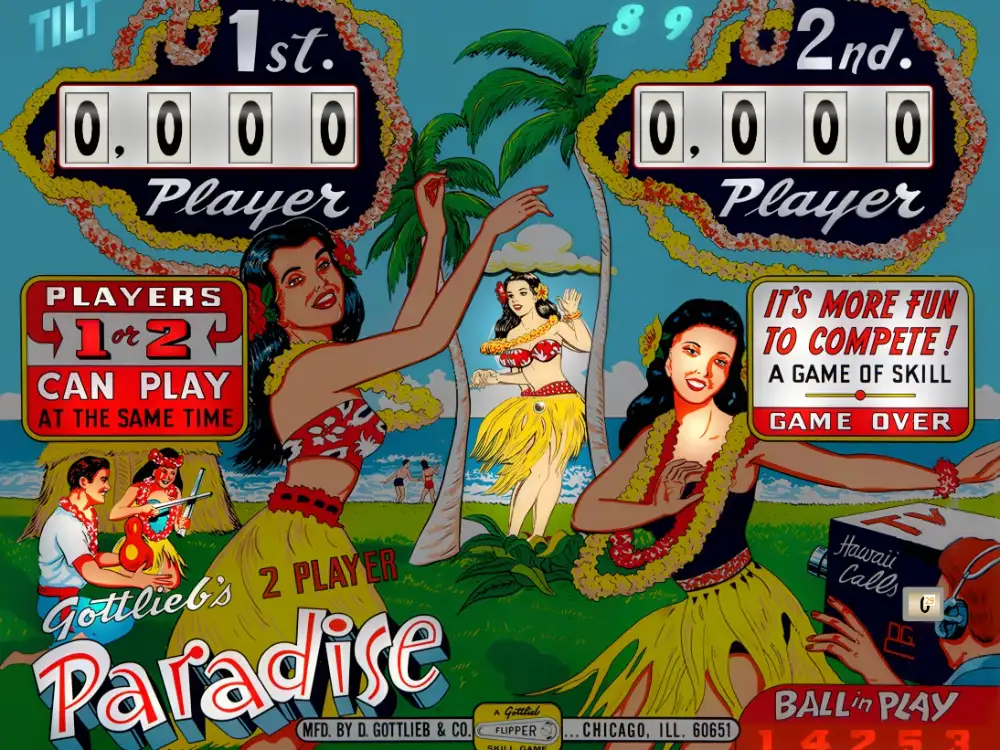 TILT
1st.
0,000
Player
8 9
2nd.
0,000
Player
PLAYERS
1 or 2
CAN PLAY
AT THE SAME TIME
IT'S MORE FUN
TO COMPETE!
A GAME OF SKILL
GAME OVER
TV
Hawaii
Calls
0
29
2 PLAYER
Gottlieb's
Paradise
MFD. BY D. GOTTLIEB & CO.
A Gottlieb
FLIPPER
SKILL GAME
...CHICAGO, ILL. 60651
BALL in PLAY
1 4 2 5 3